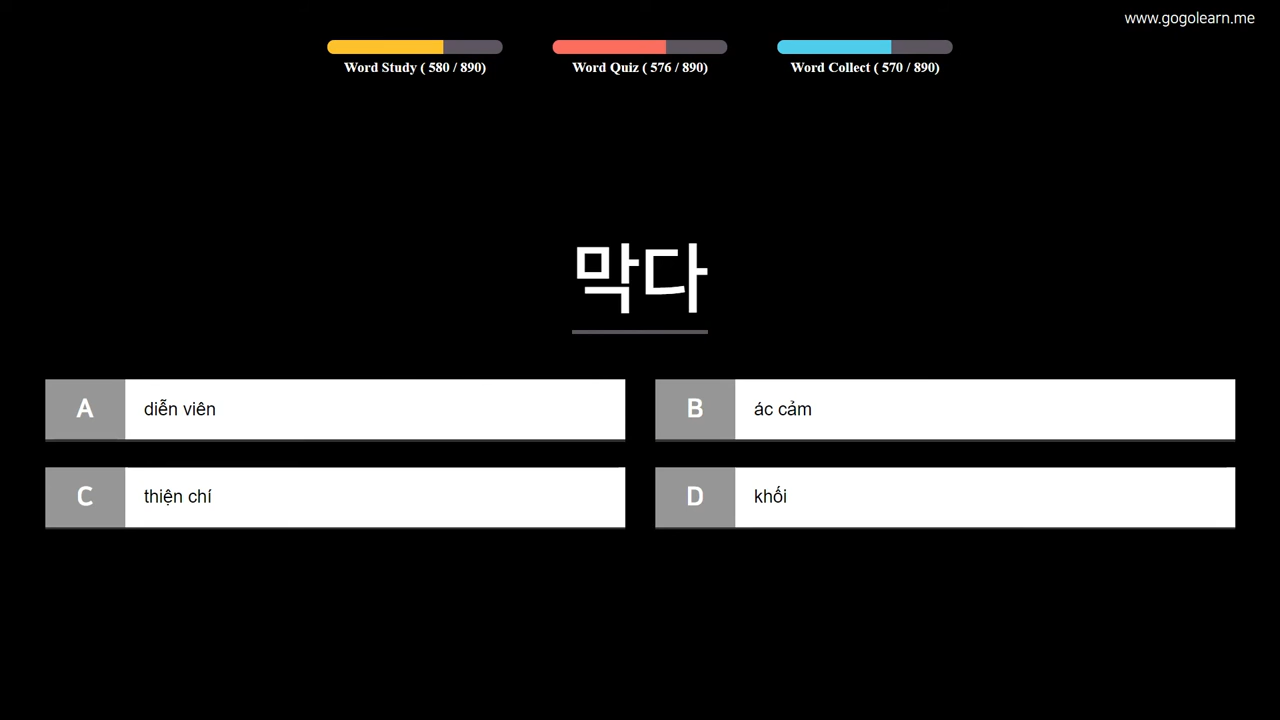 www.gogolearn.me
Word Study ( 580 / 890)
Word Quiz ( 576 / 890)
Word Collect ( 570 / 890)
막다
A diễn viên
B ác cảm
C thiện chí
D khối